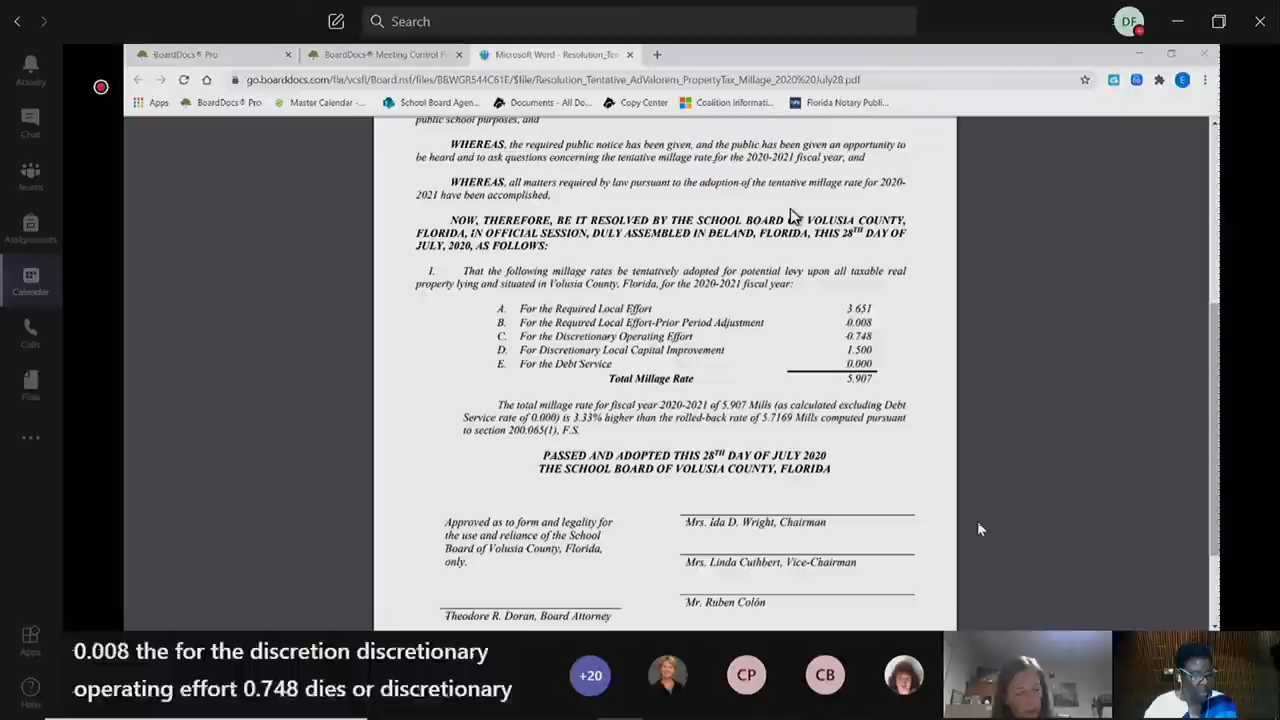 DF
Search
BoardDocs® Pro
BoardDocs® Meeting Control P
Microsoft Word - Resolution_Ten
go.boarddocs.com/fla/vcsfl/Board.nsf/files/BBWGR544C61E/$file/Resolution_Tentative_AdValorem_PropertyTax_Millage_2020%20July28.pdf
E
Apps
BoardDocs® Pro
Master Calendar -...
School Board Agen...
Documents - All Do...
Copy Center
Coalition Informati...
Florida Notary Publi...
Activity
Chat
Teams
Assignments
Calendar
Calls
Files
Apps
Help
public school purposes, and
WHEREAS, the required public notice has been given, and the public has been given an opportunity to
be heard and to ask questions concerning the tentative millage rate for the 2020-2021 fiscal year, and
WHEREAS, all matters required by law pursuant to the adoption of the tentative millage rate for 2020-
2021 have been accomplished,
NOW, THEREFORE, BE IT RESOLVED BY THE SCHOOL BOARD OF VOLUSIA COUNTY,
FLORIDA, IN OFFICIAL SESSION, DULY ASSEMBLED IN DELAND, FLORIDA, THIS 28TH DAY OF
JULY, 2020, AS FOLLOWS:
I. That the following millage rates be tentatively adopted for potential levy upon all taxable real
property lying and situated in Volusia County, Florida, for the 2020-2021 fiscal year:
A. For the Required Local Effort 3.651
B. For the Required Local Effort-Prior Period Adjustment 0.008
C. For the Discretionary Operating Effort 0.748
D. For Discretionary Local Capital Improvement 1.500
E. For the Debt Service 0.000
Total Millage Rate 5.907
The total millage rate for fiscal year 2020-2021 of 5.907 Mills (as calculated excluding Debt
Service rate of 0.000) is 3.33% higher than the rolled-back rate of 5.7169 Mills computed pursuant
to section 200.065(1), F.S.
PASSED AND ADOPTED THIS 28TH DAY OF JULY 2020
THE SCHOOL BOARD OF VOLUSIA COUNTY, FLORIDA
Approved as to form and legality for
the use and reliance of the School
Board of Volusia County, Florida,
only.
Theodore R. Doran, Board Attorney
Mrs. Ida D. Wright, Chairman
Mrs. Linda Cuthbert, Vice-Chairman
Mr. Ruben Colón
0.008 the for the discretion discretionary
operating effort 0.748 dies or discretionary
+20
CP
CB